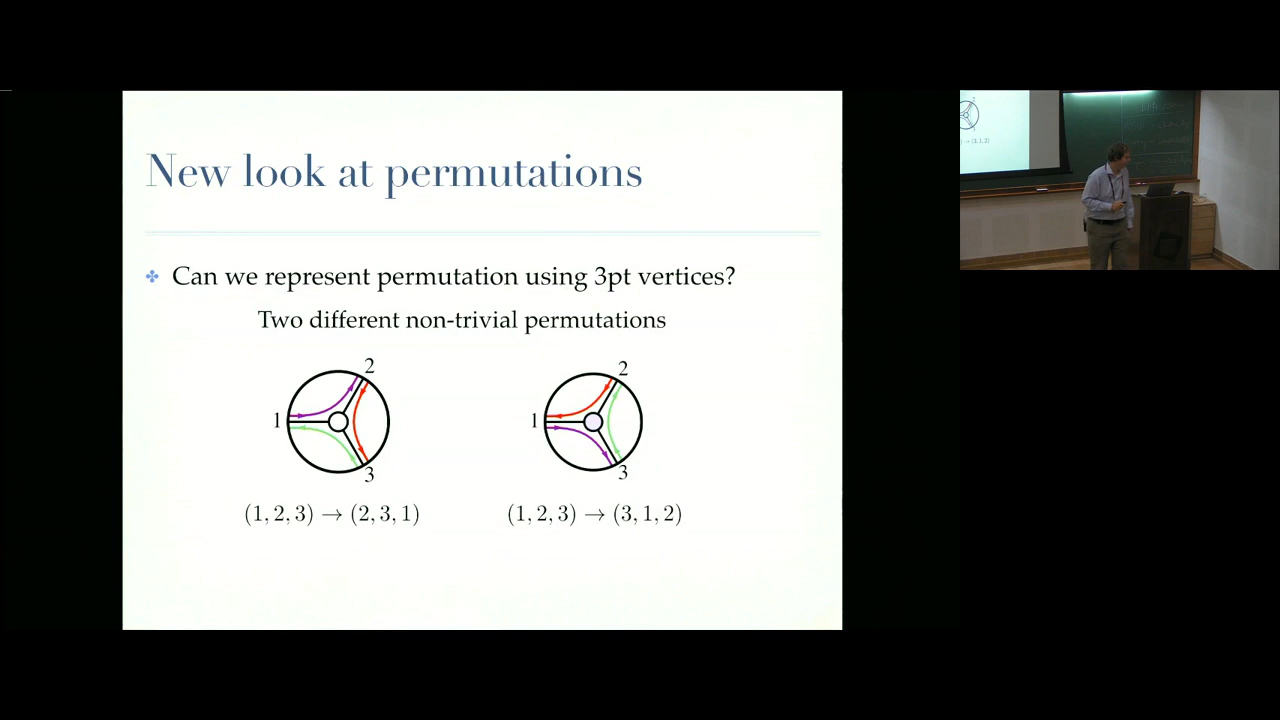 New look at permutations
Can we represent permutation using 3pt vertices?
Two different non-trivial permutations
2
1
3
2
1
3
(1, 2, 3) → (2, 3, 1)
(1, 2, 3) → (3, 1, 2)